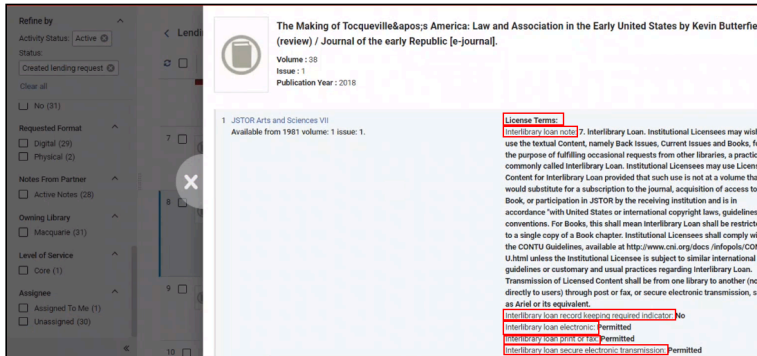 Refine by
Activity Status: Active
Status:
Created lending request
Clear all
No (31)
Requested Format
Digital (29)
Physical (2)
Notes From Partner
Active Notes (28)
Owning Library
Macquarie (31)
Level of Service
Core (1)
Assignee
Assigned To Me (1)
Unassigned (30)
Lendi
7
8
10
The Making of Tocqueville&apos;s America: Law and Association in the Early United States by Kevin Butterfie
(review) / Journal of the early Republic [e-journal].
Volume : 38
Issue : 1
Publication Year : 2018
1 JSTOR Arts and Sciences VII
Available from 1981 volume: 1 issue: 1.
License Terms:
Interlibrary loan note: 7. Interlibrary Loan. Institutional Licensees may wish
use the textual Content, namely Back Issues, Current Issues and Books, f
the purpose of fulfilling occasional requests from other libraries, a practic
commonly called Interlibrary Loan. Institutional Licensees may use Licens
Content for Interlibrary Loan provided that such use is not at a volume tha
would substitute for a subscription to the journal, acquisition of access to
Book, or participation in JSTOR by the receiving institution and is in
accordance "with United States or international copyright laws, guidelines
conventions. For Books, this shall mean Interlibrary Loan shall be restricte
to a single copy of a Book chapter. Institutional Licensees shall comply wi
the CONTU Guidelines, available at http://www.cni.org/docs /infopols/CON
U.html unless the Institutional Licensee is subject to similar international
guidelines or customary and usual practices regarding Interlibrary Loan.
Transmission of Licensed Content shall be from one library to another (no
directly to users) through post or fax, or secure electronic transmission, s
as Ariel or its equivalent.
Interlibrary loan record keeping required indicator: No
Interlibrary loan electronic: Permitted
Interlibrary loan print or fax: Permitted
Interlibrary loan secure electronic transmission: Permitted